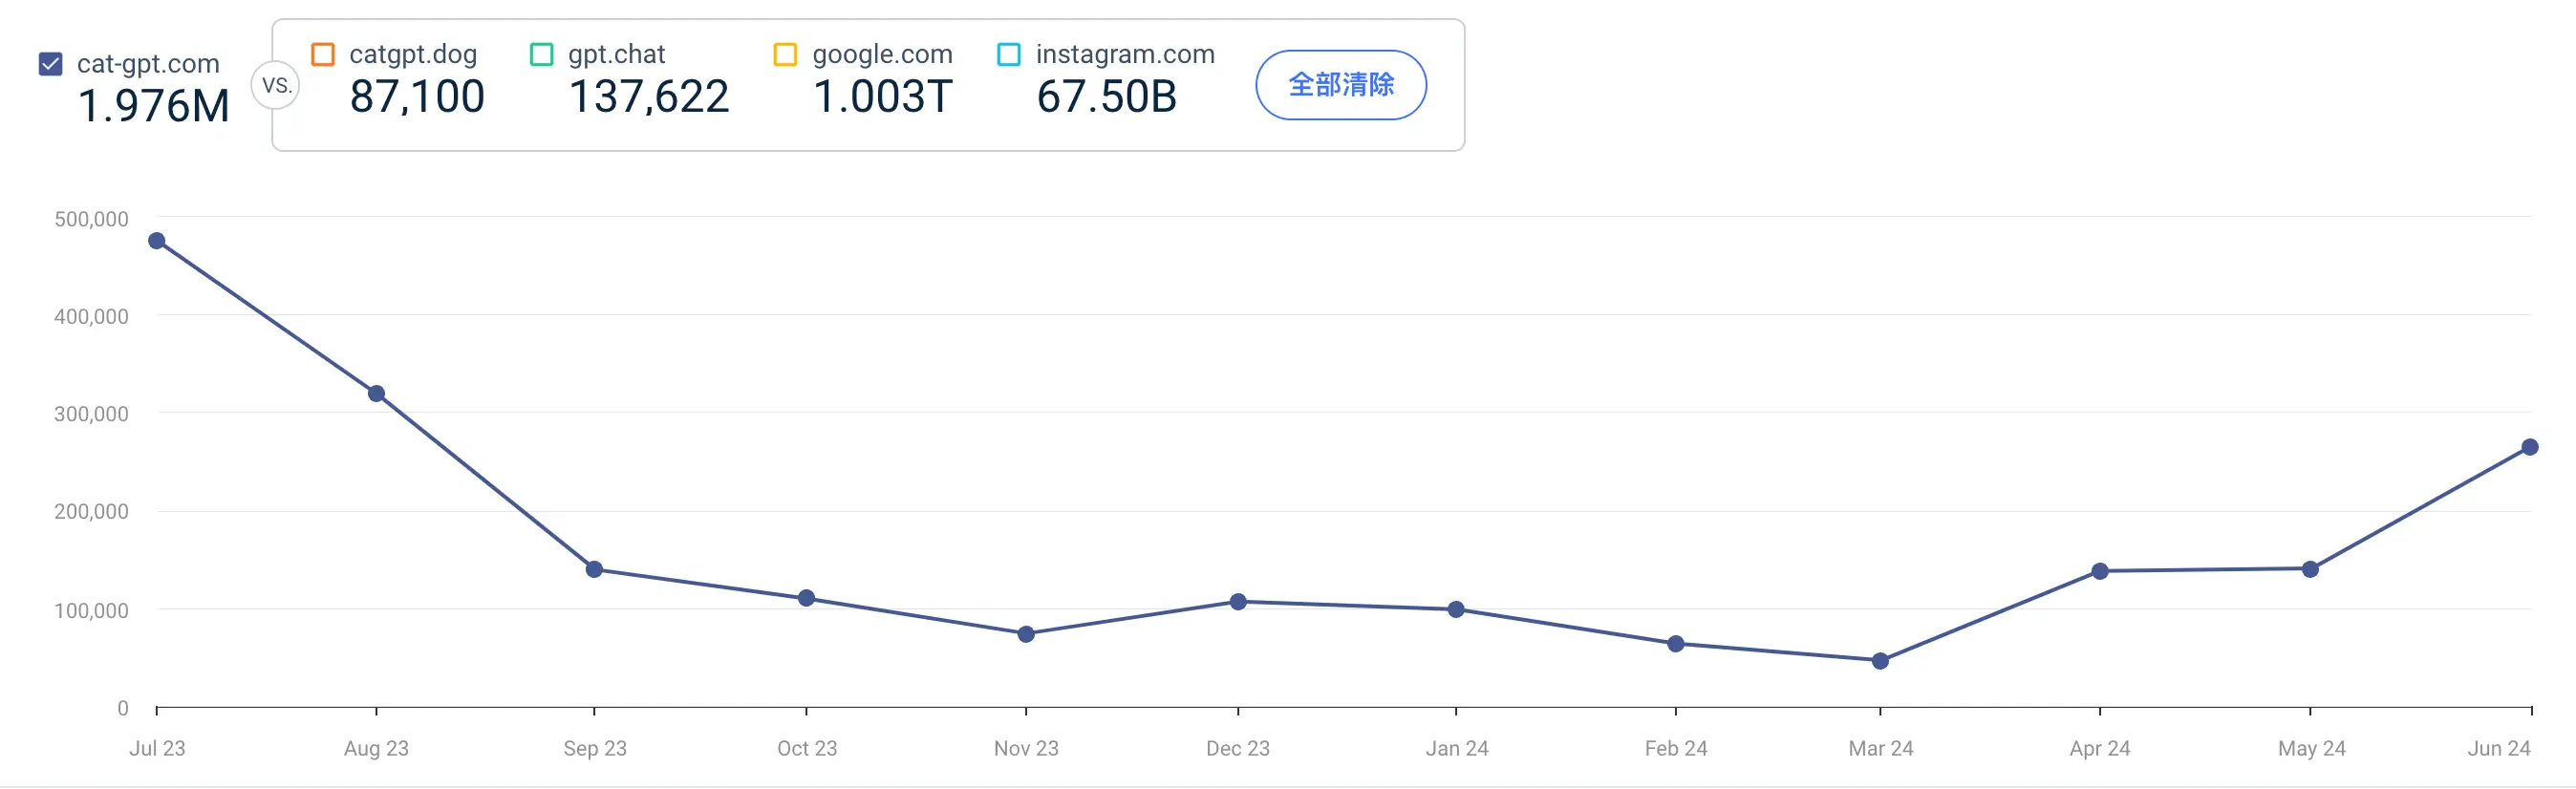 cat-gpt.com
1.976M
VS.
catgpt.dog
87,100
gpt.chat
137,622
google.com
1.003T
instagram.com
67.50B
全部清除
500,000
400,000
300,000
200,000
100,000
0
Jul 23 Aug 23 Sep 23 Oct 23 Nov 23 Dec 23 Jan 24 Feb 24 Mar 24 Apr 24 May 24 Jun 24